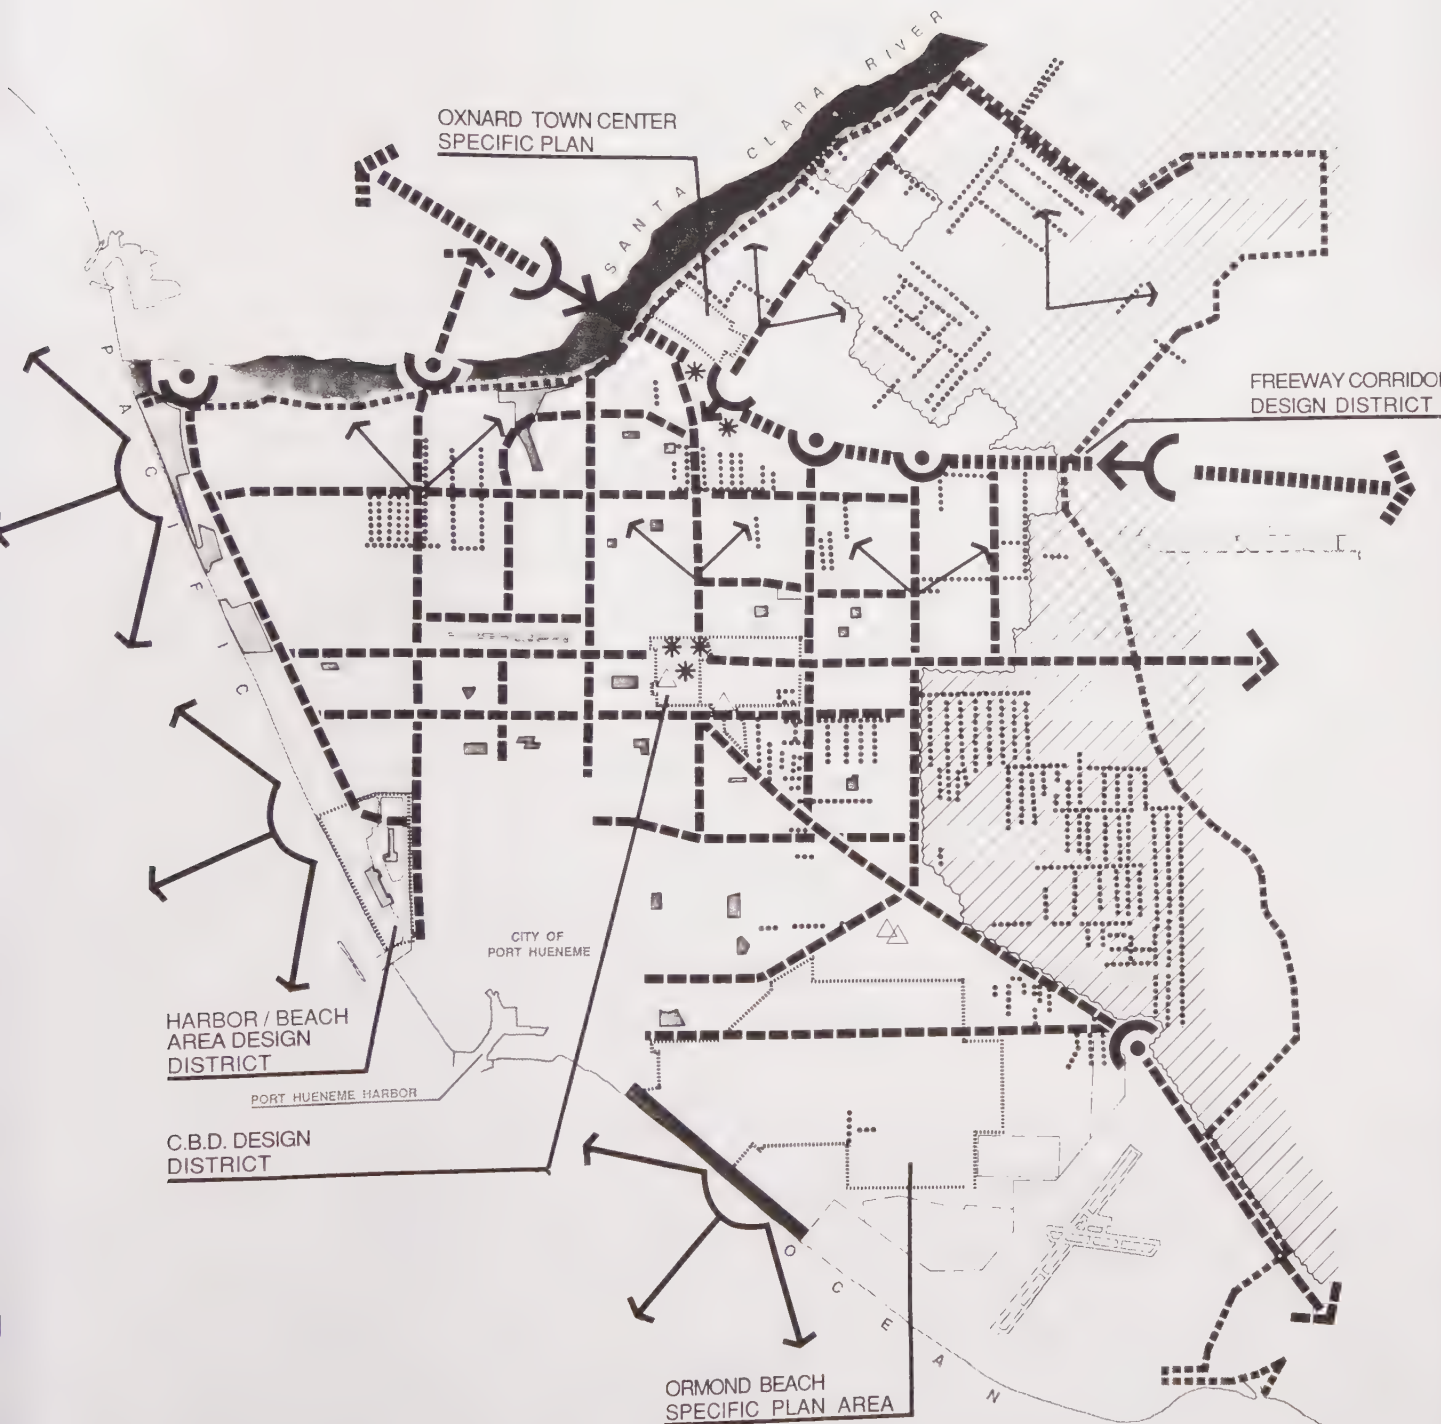 SANTA CLARA RIVER
OXNARD TOWN CENTER
SPECIFIC PLAN
FREEWAY CORRIDO
DESIGN DISTRICT
PACIFIC
CITY OF
PORT HUENEME
HARBOR / BEACH
AREA DESIGN
DISTRICT
PORT HUENEME HARBOR
C.B.D. DESIGN
DISTRICT
OCEAN
ORMOND BEACH
SPECIFIC PLAN AREA